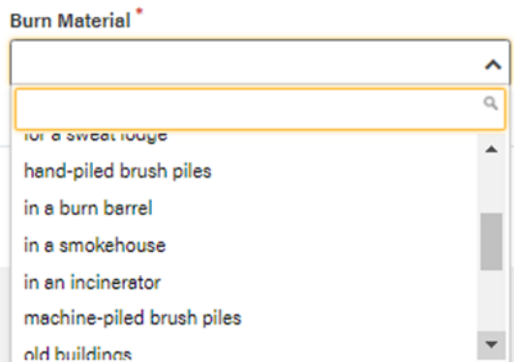 Burn Material *
for a sweat lodge
hand-piled brush piles
in a burn barrel
in a smokehouse
in an incinerator
machine-piled brush piles
old buildings